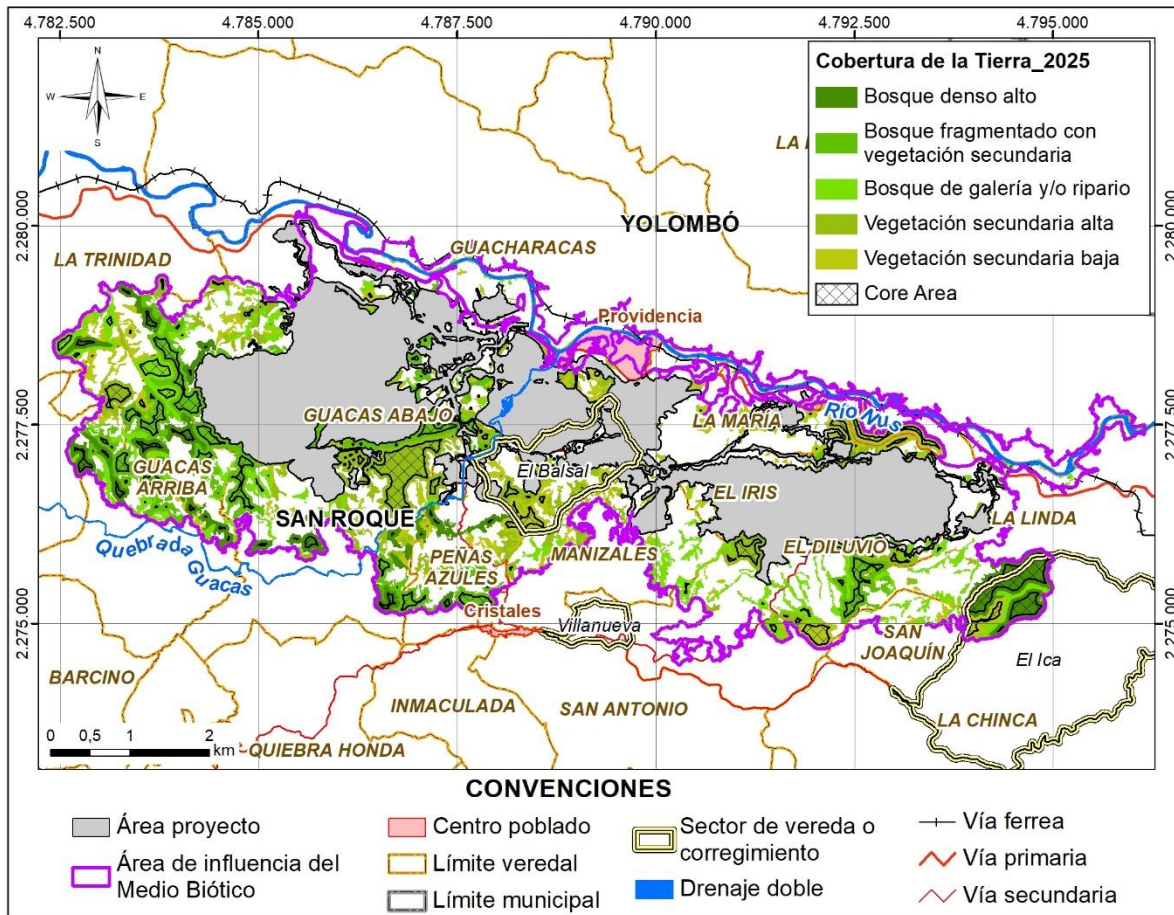 4.782.500
4.785.000
4.787.500
4.790.000
4.792.500
4.795.000
N
W
E
S
Cobertura de la Tierra_2025
Bosque denso alto
Bosque fragmentado con
vegetación secundaria
Bosque de galería y/o ripario
Vegetación secundaria alta
Vegetación secundaria baja
Core Area
2.280.000
2.280.000
YOLOMBÓ
GUACHARACAS
LA TRINIDAD
Providencia
2.277.500
2.277.500
GUACAS ABAJO
LA MARÍA
Río Nus
GUACAS
ARRIBA
El Balsal
EL IRIS
SAN ROQUE
LA LINDA
Quebrada
Guacas
PEÑAS
AZULES
MANIZALES
EL DILUVIO
2.275.000
2.275.000
Cristales
Villanueva
SAN
JOAQUÍN
El Ica
BARCINO
INMACULADA
SAN ANTONIO
LA CHINCA
0 0,5 1 2
km
QUIEBRA HONDA
CONVENCIONES
Área proyecto
Área de influencia del
Medio Biótico
Centro poblado
Límite veredal
Límite municipal
Sector de vereda o
corregimiento
Drenaje doble
Vía ferrea
Vía primaria
Vía secundaria